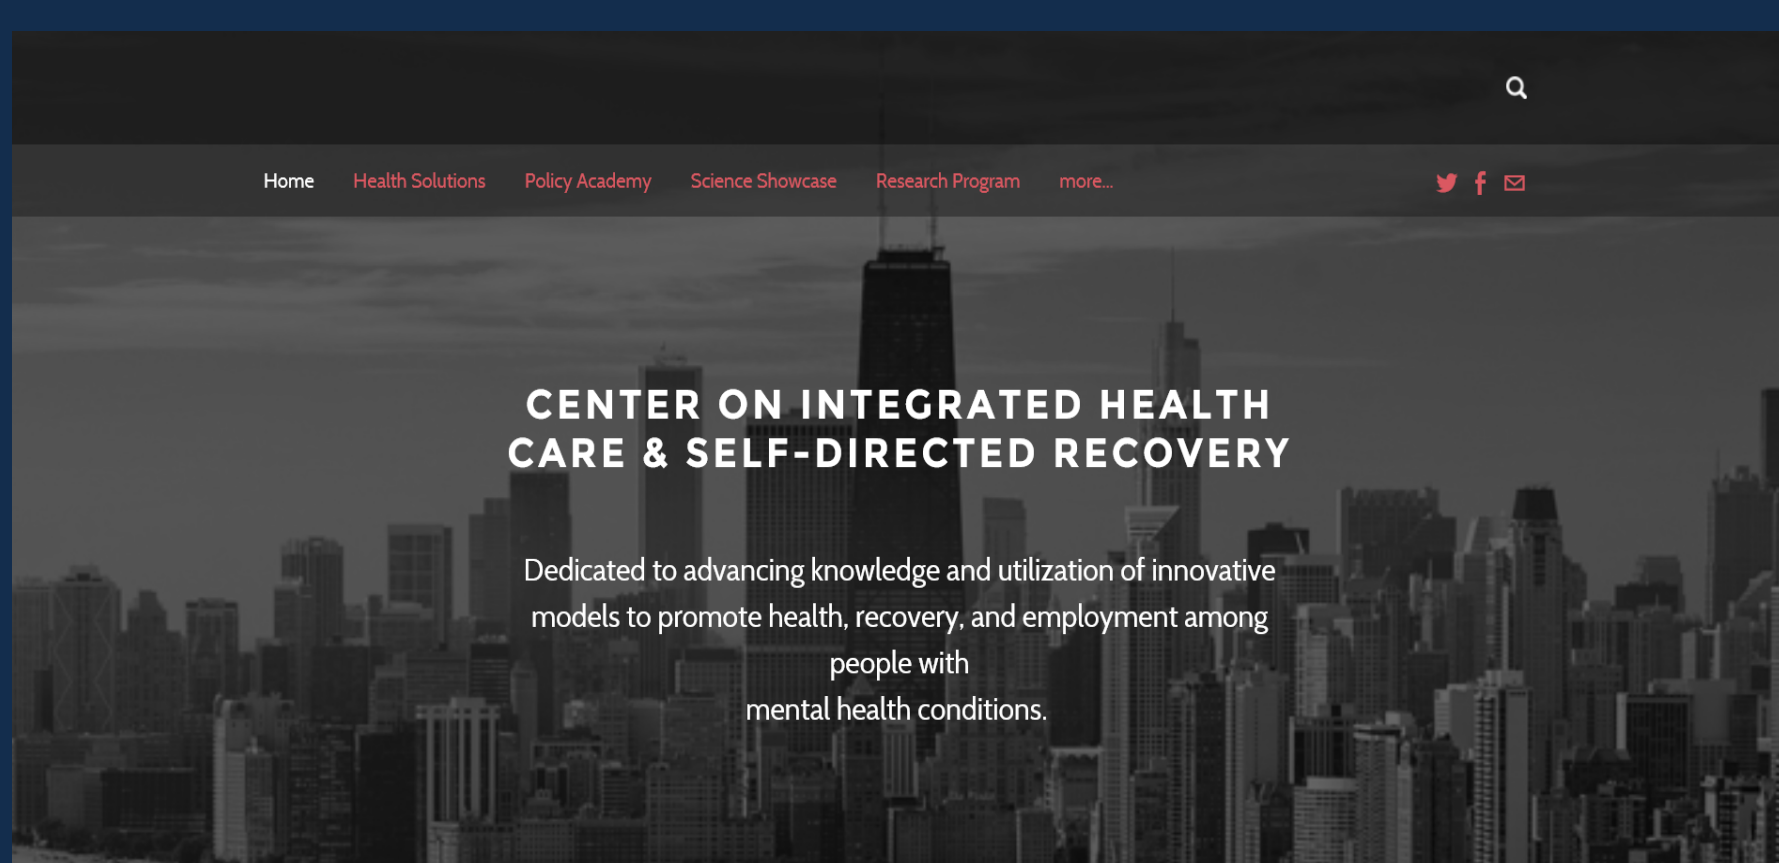 Home Health Solutions Policy Academy Science Showcase Research Program more...
CENTER ON INTEGRATED HEALTH
CARE & SELF-DIRECTED RECOVERY
Dedicated to advancing knowledge and utilization of innovative
models to promote health, recovery, and employment among
people with
mental health conditions.